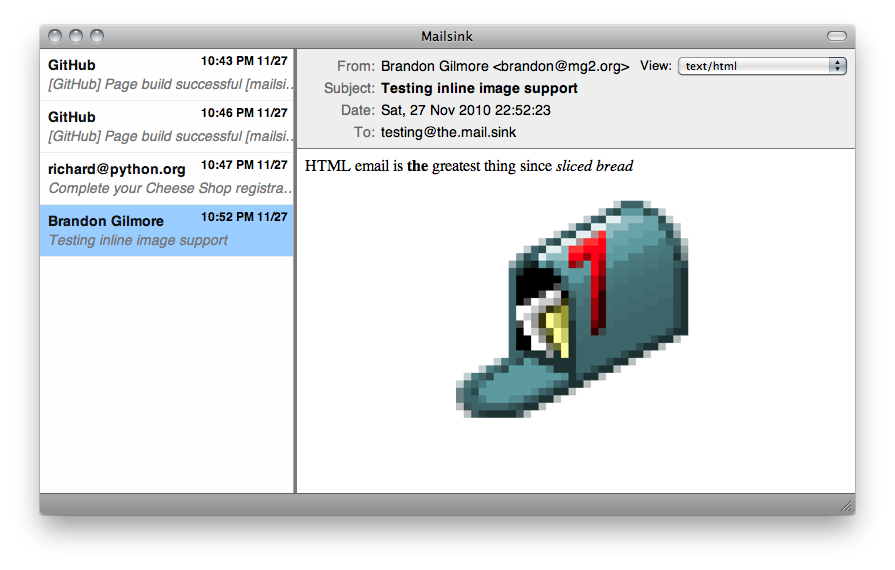 Mailsink
GitHub 10:43 PM 11/27
[GitHub] Page build successful [mailsi...
GitHub 10:46 PM 11/27
[GitHub] Page build successful [mailsi...
richard@python.org 10:47 PM 11/27
Complete your Cheese Shop registra...
Brandon Gilmore 10:52 PM 11/27
Testing inline image support
From: Brandon Gilmore <brandon@mg2.org> View: text/html
Subject: Testing inline image support
Date: Sat, 27 Nov 2010 22:52:23
To: testing@the.mail.sink
HTML email is the greatest thing since sliced bread